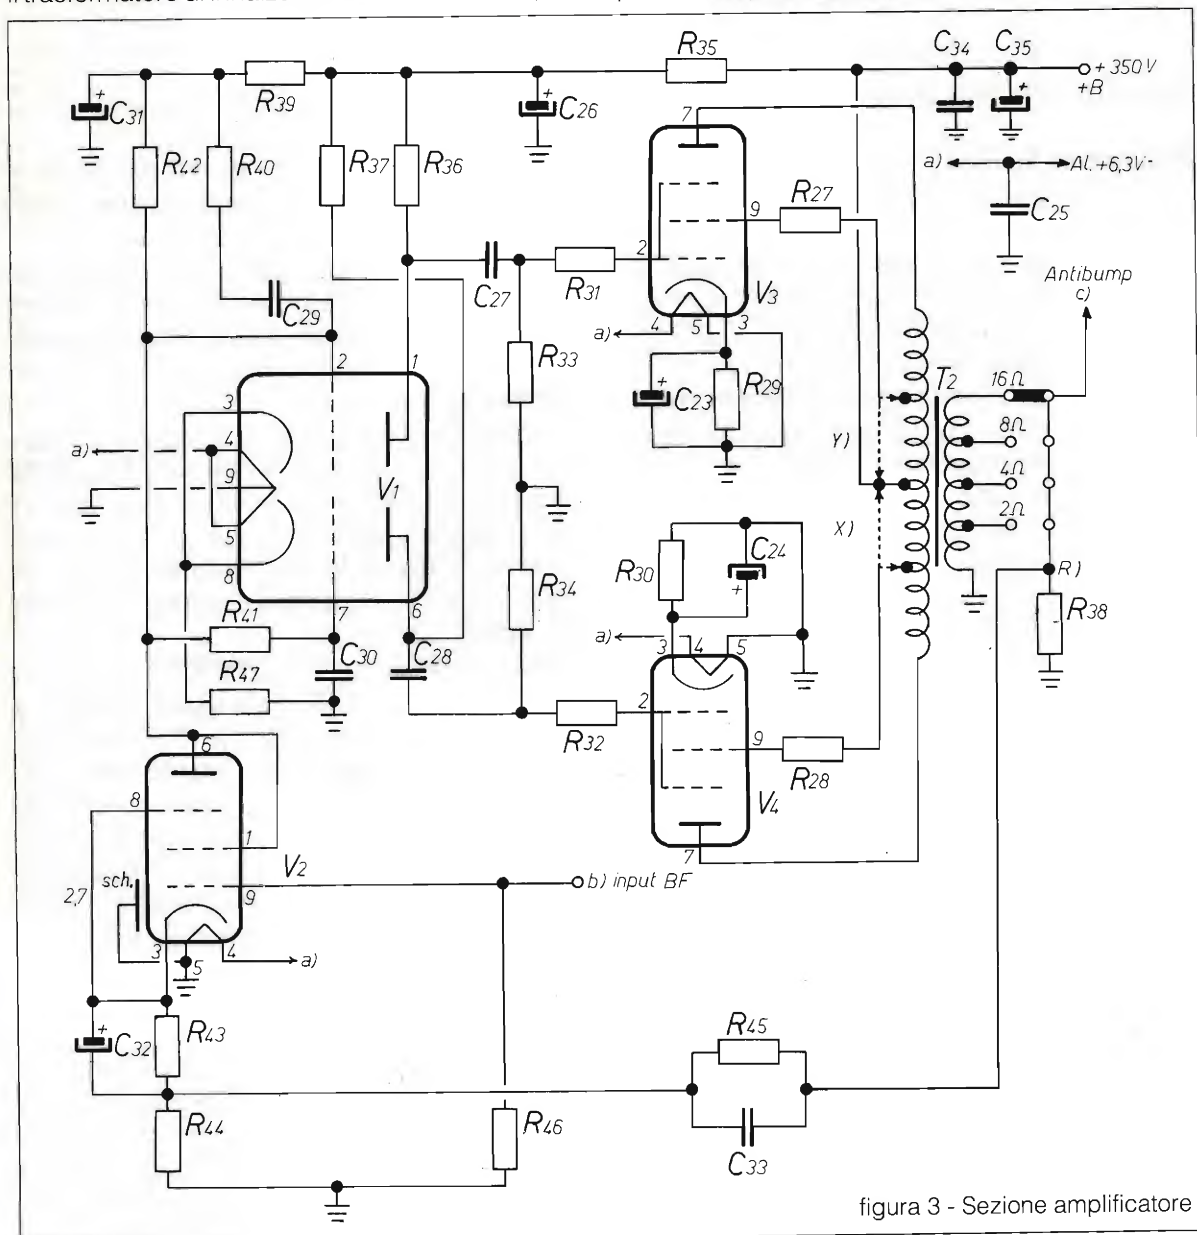 R35
C34
C35
+350V
+B
R39
C31
C26
R42
R40
R37
R36
7
a)
Al.+6,3V~
C25
9
R27
2
C27
R31
C29
V3
Antibump
c)
a)
4
5
3
R33
2
1
C23
R29
T2
16Ω
3
8Ω
a)
4
Y)
9
V1
4Ω
5
X)
2Ω
8
R30
C24
R34
R)
R41
7
6
a)
3
4
5
R38
C30
C28
R47
2
R32
9
R28
6
V4
8
7
1
V2
sch.
2,7
9
b) input BF
3
5
4
a)
C32
R43
R45
R44
R46
C33
figura 3 - Sezione amplificatore